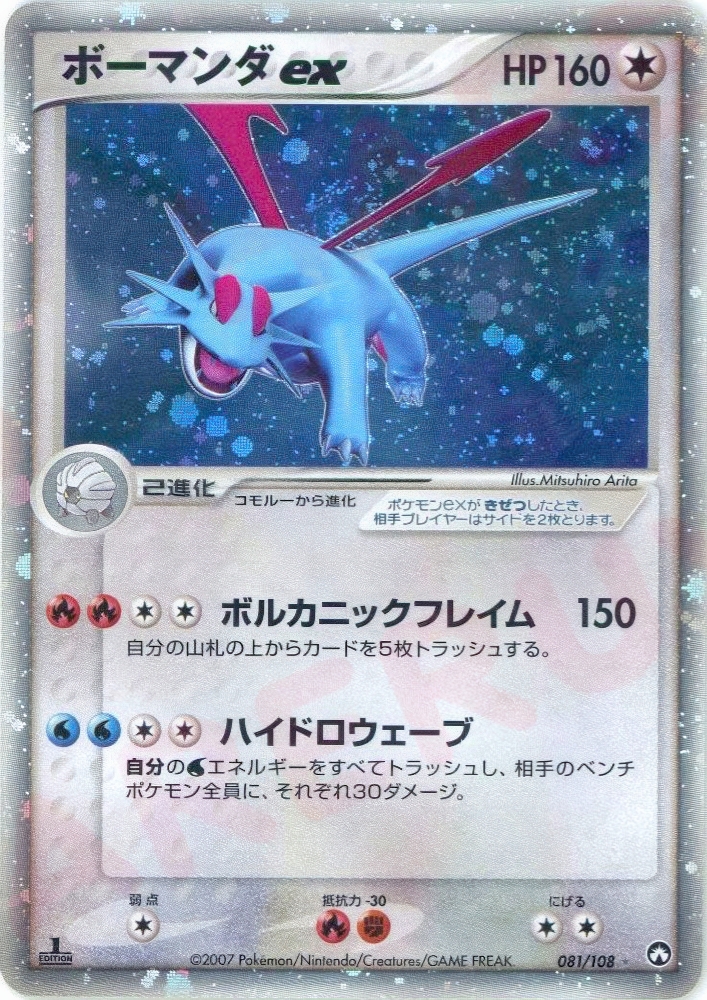 ボーマンダex HP 160
Illus.Mitsuhiro Arita
2進化 コモルーから進化
ポケモンexがきぜつしたとき、
相手プレイヤーはサイドを2枚とります。
ボルカニックフレイム 150
自分の山札の上からカードを5枚トラッシュする。
ハイドロウェーブ
自分のエネルギーをすべてトラッシュし、相手のベンチ
ポケモン全員に、それぞれ30ダメージ。
弱点 抵抗力 -30 にげる
1 EDITION
©2007 Pokémon/Nintendo/Creatures/GAME FREAK. 081/108